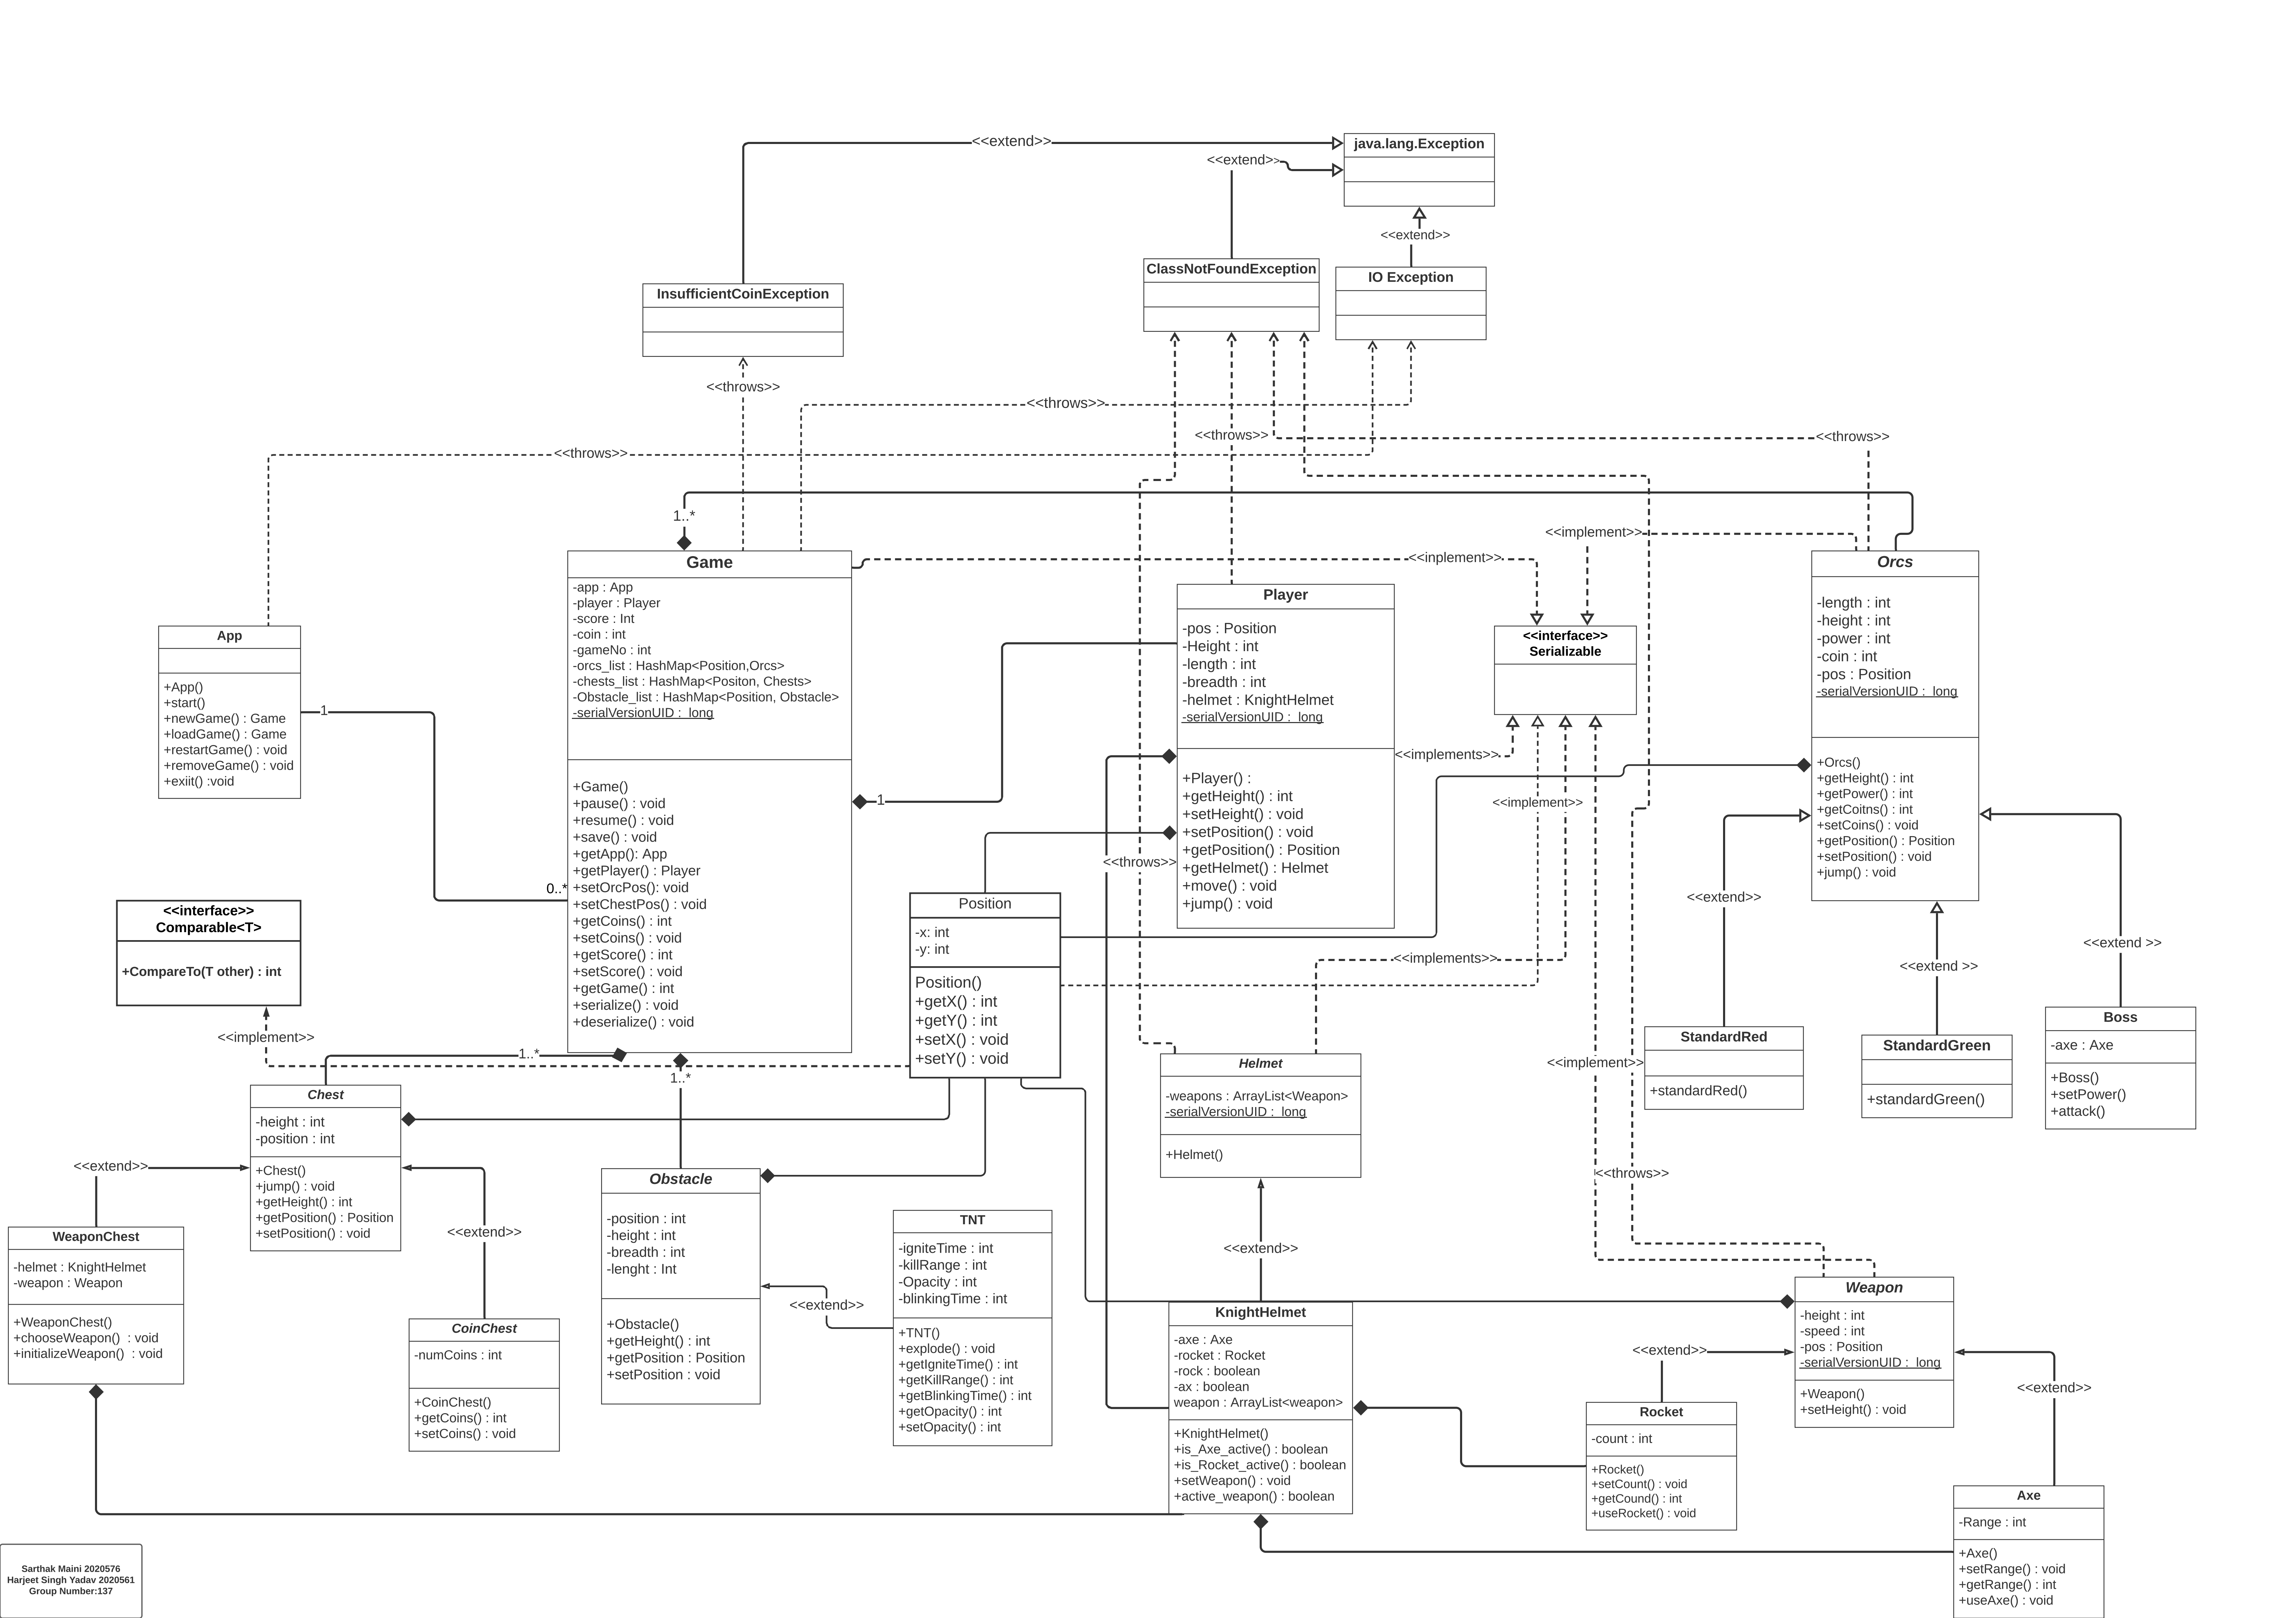 <<extend>>
java.lang.Exception
<<extend>>
<<extend>>
ClassNotFoundException
IO Exception
InsufficientCoinException
<<throws>>
<<throws>>
<<throws>>
<<throws>>
<<throws>>
1..*
<<implement>>
<<inplement>>
Game
-app : App
-player : Player
-score : Int
-coin : int
-gameNo : int
-orcs_list : HashMap<Position,Orcs>
-chests_list : HashMap<Positon, Chests>
-Obstacle_list : HashMap<Position, Obstacle>
-serialVersionUID :  long
+Game()
+pause() : void
+resume() : void
+save() : void
+getApp(): App
+getPlayer() : Player
+setOrcPos(): void
+setChestPos() : void
+getCoins() : int
+setCoins() : void
+getScore() : int
+setScore() : void
+getGame() : int
+serialize() : void
+deserialize() : void
Player
-pos : Position
-Height : int
-length : int
-breadth : int
-helmet : KnightHelmet
-serialVersionUID :  long
+Player() :
+getHeight() : int
+setHeight() : void
+setPosition() : void
+getPosition() : Position
+getHelmet() : Helmet
+move() : void
+jump() : void
<<interface>>
Serializable
Orcs
-length : int
-height : int
-power : int
-coin : int
-pos : Position
-serialVersionUID :  long
+Orcs()
+getHeight() : int
+getPower() : int
+getCoitns() : int
+setCoins() : void
+getPosition() : Position
+setPosition() : void
+jump() : void
App
+App()
+start()
+newGame() : Game
+loadGame() : Game
+restartGame() : void
+removeGame() : void
+exiit() :void
1
0..*
1
<<implements>>
<<implement>>
<<throws>>
<<implements>>
<<extend>>
<<extend >>
<<extend >>
<<interface>>
Comparable<T>
+CompareTo(T other) : int
<<implement>>
Position
-x: int
-y: int
Position()
+getX() : int
+getY() : int
+setX() : void
+setY() : void
1..*
1..*
StandardRed
+standardRed()
StandardGreen
+standardGreen()
Boss
-axe : Axe
+Boss()
+setPower()
+attack()
Helmet
-weapons : ArrayList<Weapon>
-serialVersionUID :  long
+Helmet()
<<implement>>
<<throws>>
Chest
-height : int
-position : int
+Chest()
+jump() : void
+getHeight() : int
+getPosition() : Position
+setPosition() : void
<<extend>>
<<extend>>
WeaponChest
-helmet : KnightHelmet
-weapon : Weapon
+WeaponChest()
+chooseWeapon()  : void
+initializeWeapon()  : void
CoinChest
-numCoins : int
+CoinChest()
+getCoins() : int
+setCoins() : void
Obstacle
-position : int
-height : int
-breadth : int
-lenght : Int
+Obstacle()
+getHeight() : int
+getPosition : Position
+setPosition : void
<<extend>>
TNT
-igniteTime : int
-killRange : int
-Opacity : int
-blinkingTime : int
+TNT()
+explode() : void
+getIgniteTime() : int
+getKillRange() : int
+getBlinkingTime() : int
+getOpacity() : int
+setOpacity() : int
<<extend>>
KnightHelmet
-axe : Axe
-rocket : Rocket
-rock : boolean
-ax : boolean
weapon : ArrayList<weapon>
+KnightHelmet()
+is_Axe_active() : boolean
+is_Rocket_active() : boolean
+setWeapon() : void
+active_weapon() : boolean
Weapon
-height : int
-speed : int
-pos : Position
-serialVersionUID :  long
+Weapon()
+setHeight() : void
<<extend>>
<<extend>>
Rocket
-count : int
+Rocket()
+setCount() : void
+getCound() : int
+useRocket() : void
Axe
-Range : int
+Axe()
+setRange() : void
+getRange() : int
+useAxe() : void
Sarthak Maini 2020576
Harjeet Singh Yadav 2020561
Group Number:137